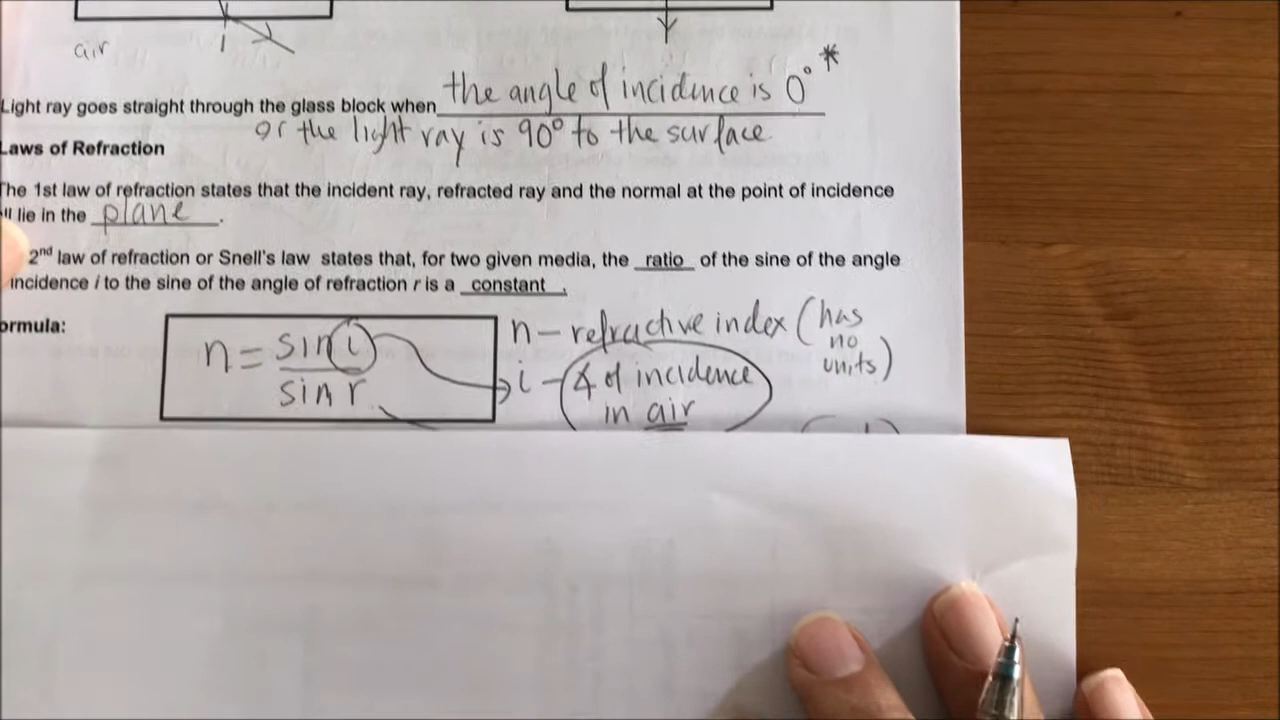 air
Light ray goes straight through the glass block when the angle of incidence is 0° *
or the light ray is 90° to the surface.
Laws of Refraction
The 1st law of refraction states that the incident ray, refracted ray and the normal at the point of incidence
lie in the plane.
2nd law of refraction or Snell's law states that, for two given media, the ratio of the sine of the angle
incidence i to the sine of the angle of refraction r is a constant.
ormula:
n = sin i / sin r
n – refractive index (has no units)
i – ∡ of incidence
in air